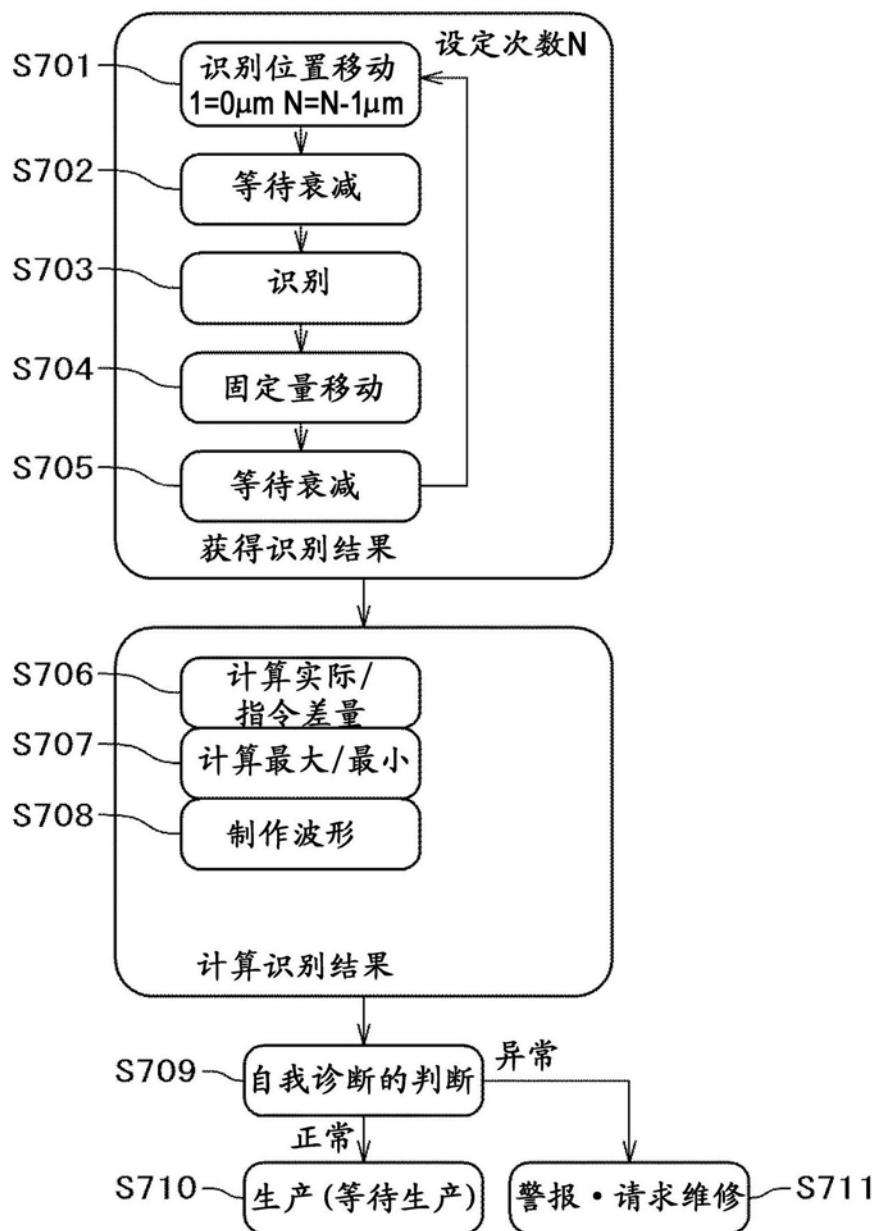 设定次数N
S701
识别位置移动
1=0μm N=N-1μm
S702
等待衰减
S703
识别
S704
固定量移动
S705
等待衰减
获得识别结果
S706
计算实际/
指令差量
S707
计算最大/最小
S708
制作波形
计算识别结果
S709
自我诊断的判断
异常
正常
S710
生产(等待生产)
警报·请求维修
S711